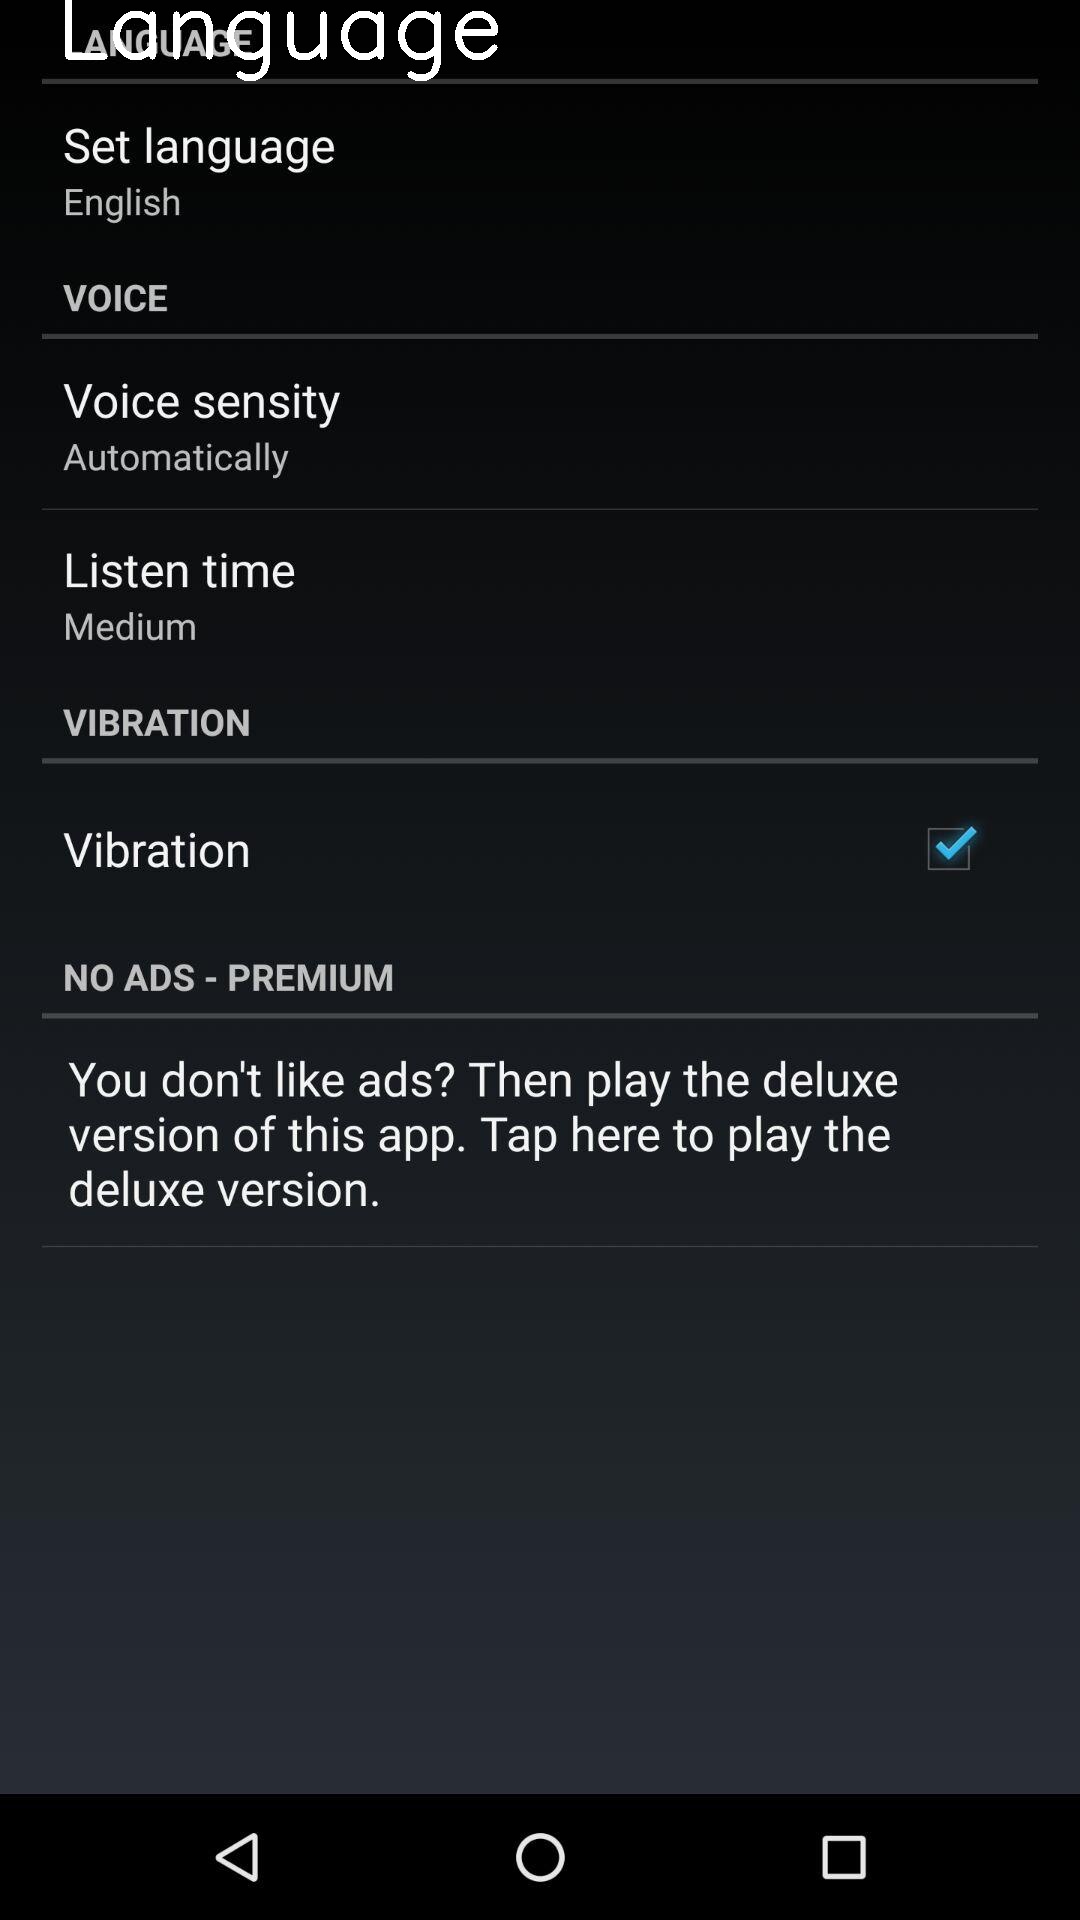 Language
LANGUAGE
Set language
English
VOICE
Voice sensity
Automatically
Listen time
Medium
VIBRATION
Vibration
NO ADS - PREMIUM
You don't like ads? Then play the deluxe
version of this app. Tap here to play the
deluxe version.